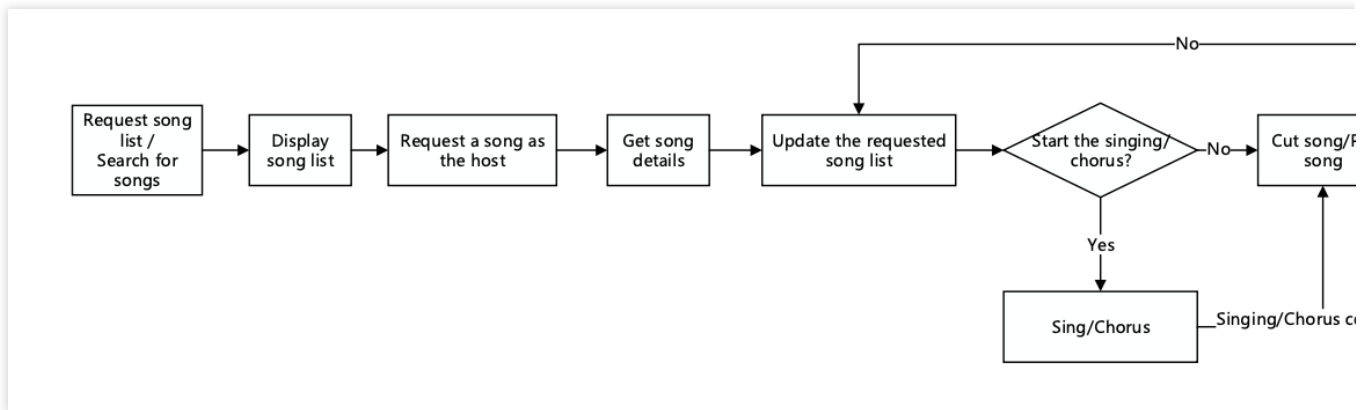 No
Request song
list /
Search for
songs
Display
song list
Request a song as
the host
Get song
details
Update the requested
song list
Start the singing/
chorus?
No
Cut song/
song
Yes
Sing/Chorus
Singing/Chorus